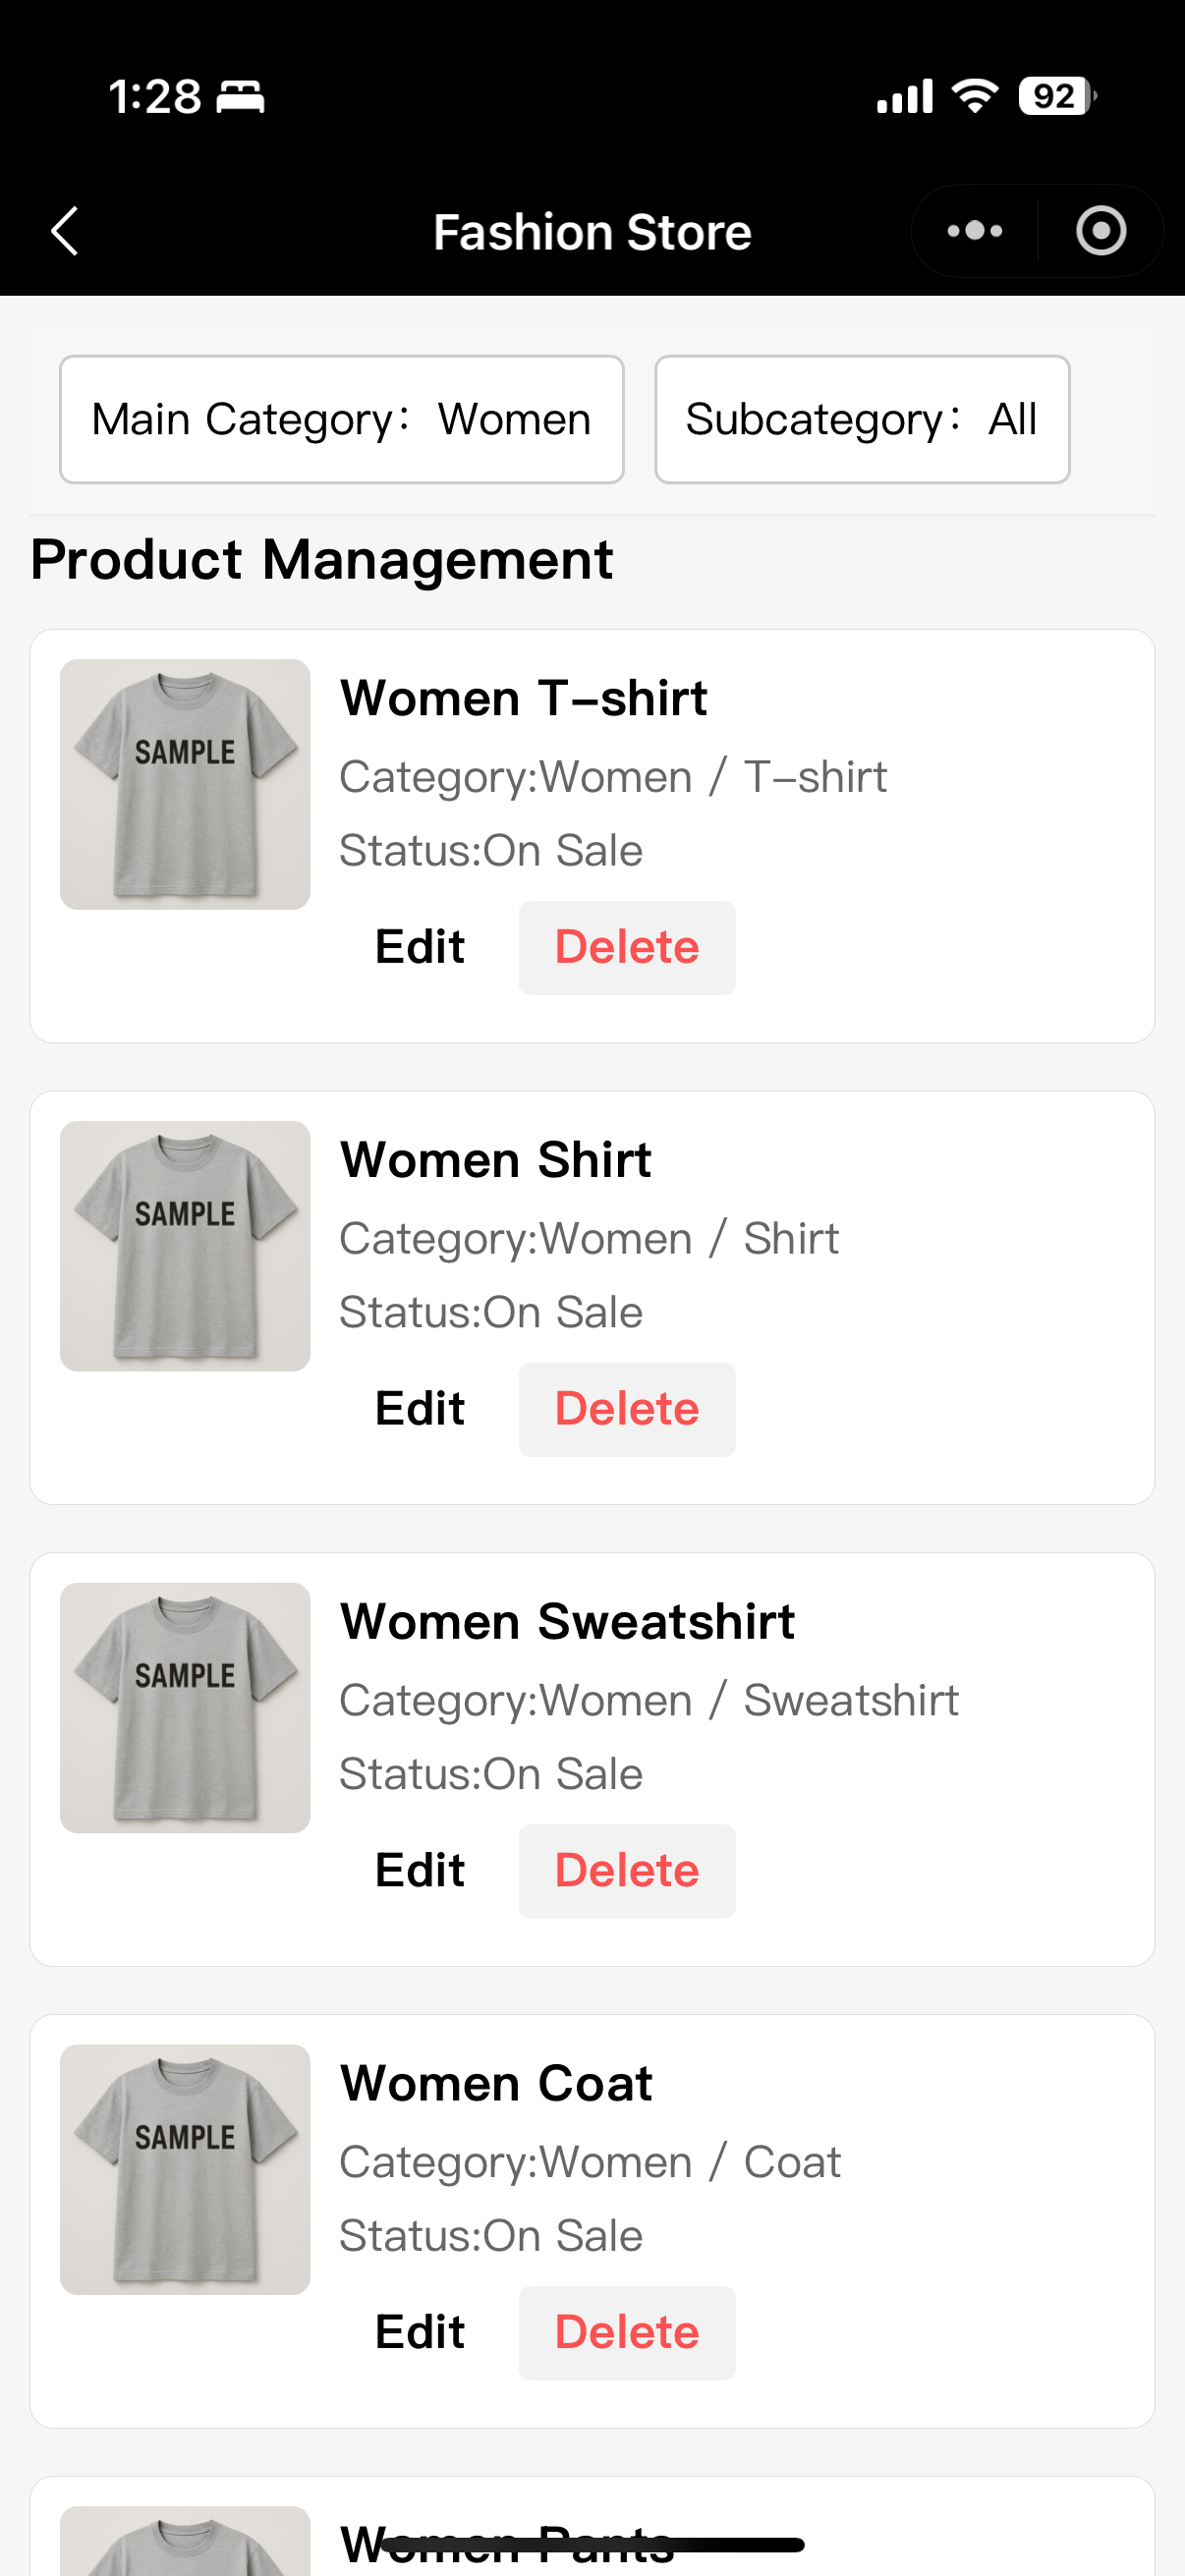 1:28
92
Fashion Store
Main Category：Women
Subcategory：All
Product Management
SAMPLE
Women T-shirt
Category:Women / T-shirt
Status:On Sale
Edit
Delete
SAMPLE
Women Shirt
Category:Women / Shirt
Status:On Sale
Edit
Delete
SAMPLE
Women Sweatshirt
Category:Women / Sweatshirt
Status:On Sale
Edit
Delete
SAMPLE
Women Coat
Category:Women / Coat
Status:On Sale
Edit
Delete
Women Pants